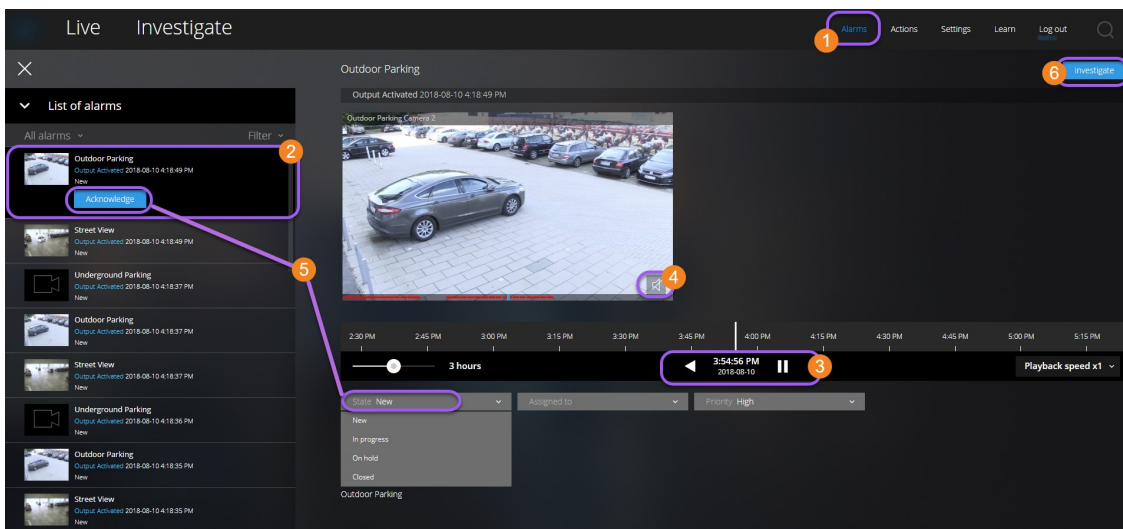 Live Investigate
Alarms Actions Settings Learn Log out
1
Outdoor Parking
6 Investigate
List of alarms
Output Activated 2018-08-10 4:18:49 PM
All alarms Filter
2
Outdoor Parking
Output Activated 2018-08-10 4:18:49 PM
New
Acknowledge
Street View
Output Activated 2018-08-10 4:18:49 PM
New
Underground Parking
Output Activated 2018-08-10 4:18:37 PM
New
Outdoor Parking
Output Activated 2018-08-10 4:18:37 PM
New
Street View
Output Activated 2018-08-10 4:18:37 PM
New
Underground Parking
Output Activated 2018-08-10 4:18:36 PM
New
Outdoor Parking
Output Activated 2018-08-10 4:18:35 PM
New
Street View
Output Activated 2018-08-10 4:18:35 PM
New
5
Outdoor Parking Camera 2
4
2:30 PM 2:45 PM 3:00 PM 3:15 PM 3:30 PM 3:45 PM 4:00 PM 4:15 PM 4:30 PM 4:45 PM 5:00 PM 5:15 PM
3 hours
3:54:56 PM
2018-08-10
3
Playback speed x1
State New Assigned to Priority High
New
In progress
On hold
Closed
Outdoor Parking